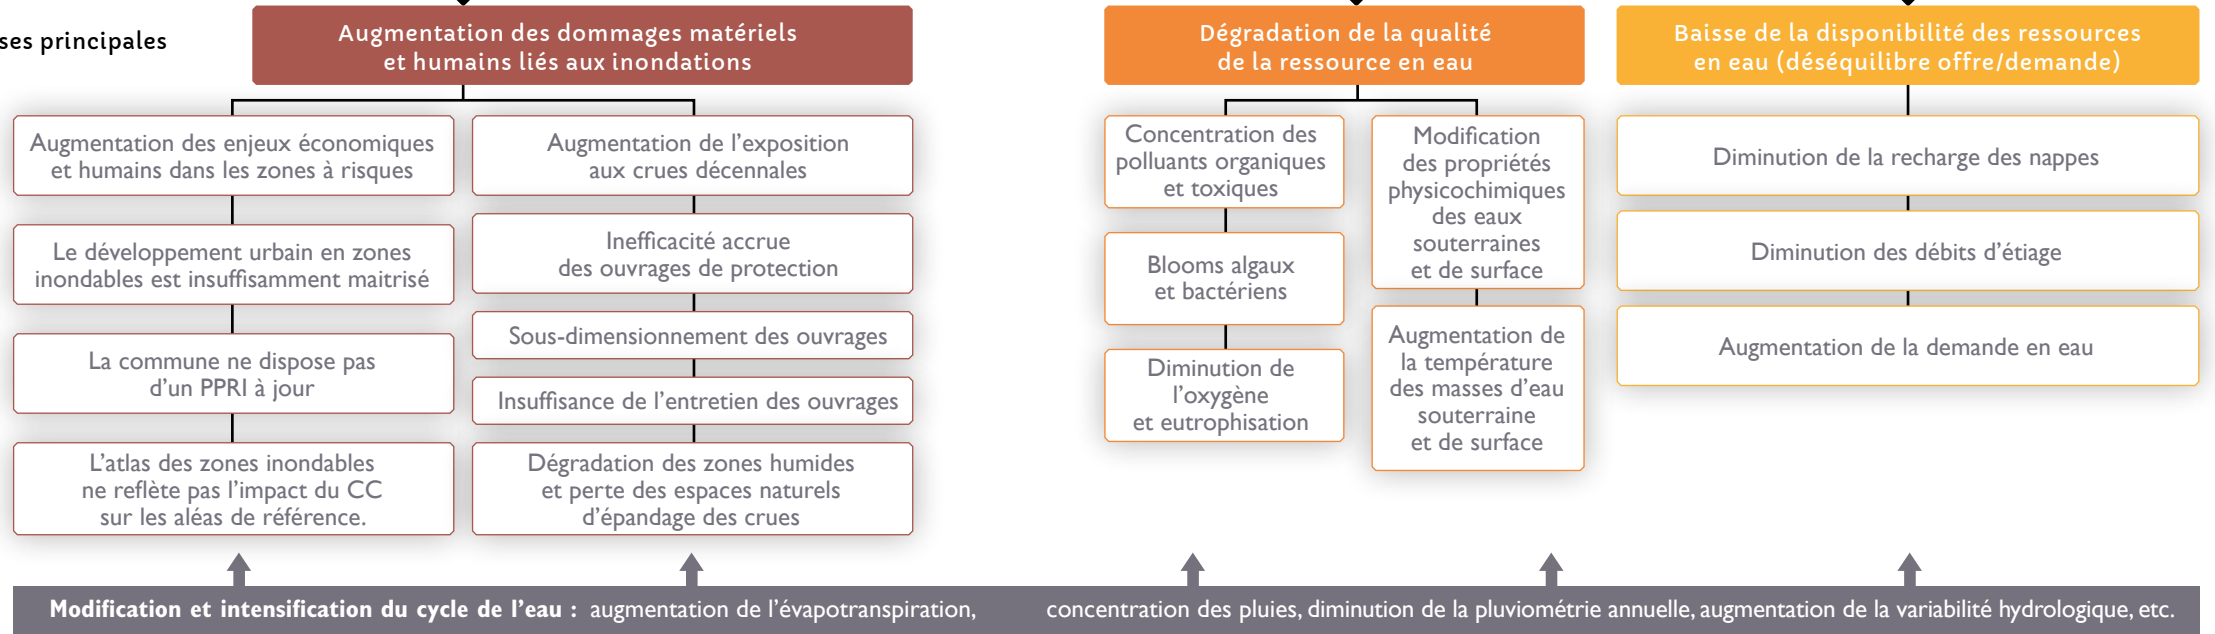 ses principales
Augmentation des dommages matériels
et humains liés aux inondations
Augmentation des enjeux économiques
et humains dans les zones à risques
Le développement urbain en zones
inondables est insuffisamment maitrisé
La commune ne dispose pas
d’un PPRI à jour
L’atlas des zones inondables
ne reflète pas l’impact du CC
sur les aléas de référence.
Augmentation de l’exposition
aux crues décennales
Inefficacité accrue
des ouvrages de protection
Sous-dimensionnement des ouvrages
Insuffisance de l’entretien des ouvrages
Dégradation des zones humides
et perte des espaces naturels
d’épandage des crues
Dégradation de la qualité
de la ressource en eau
Concentration des
polluants organiques
et toxiques
Blooms algaux
et bactériens
Diminution de
l’oxygène
et eutrophisation
Modification
des propriétés
physicochimiques
des eaux
souterraines
et de surface
Augmentation de
la température
des masses d’eau
souterraine
et de surface
Baisse de la disponibilité des ressources
en eau (déséquilibre offre/demande)
Diminution de la recharge des nappes
Diminution des débits d’étiage
Augmentation de la demande en eau
Modification et intensification du cycle de l’eau : augmentation de l’évapotranspiration, concentration des pluies, diminution de la pluviométrie annuelle, augmentation de la variabilité hydrologique, etc.